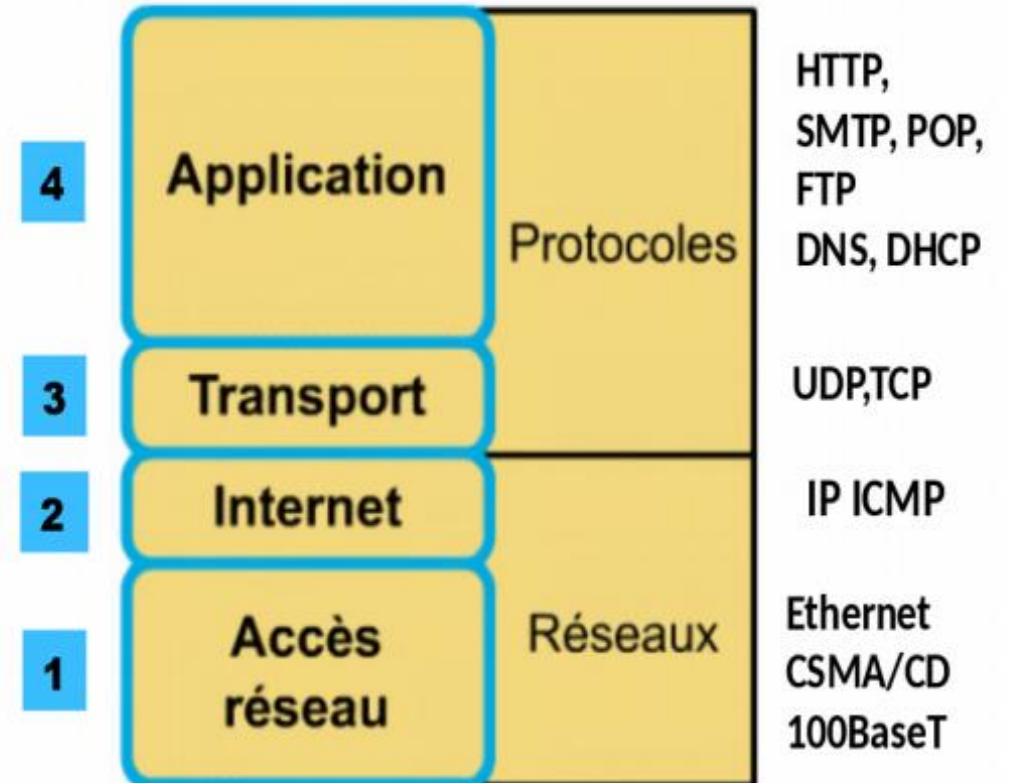 4
Application
Protocoles
HTTP,
SMTP, POP,
FTP
DNS, DHCP
3
Transport
UDP,TCP
2
Internet
IP ICMP
1
Accès
réseau
Réseaux
Ethernet
CSMA/CD
100BaseT